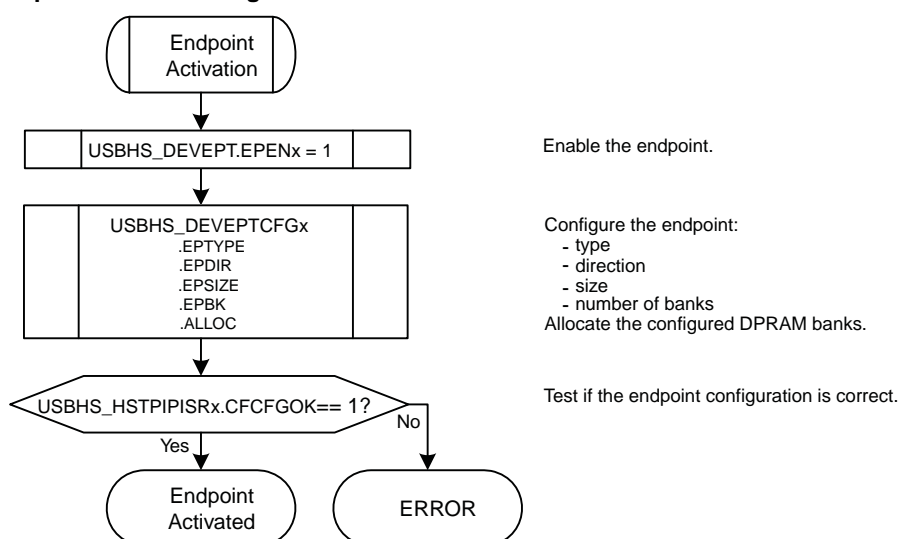 Endpoint
Activation
USBHS_DEVEPT.EPENx = 1
Enable the endpoint.
USBHS_DEVEPTCFGx
.EPTYPE
.EPDIR
.EPSIZE
.EPBK
.ALLOC
Configure the endpoint:
- type
- direction
- size
- number of banks
Allocate the configured DPRAM banks.
USBHS_HSTPIPISRx.CFCFGOK== 1?
Test if the endpoint configuration is correct.
No
Yes
Endpoint
Activated
ERROR